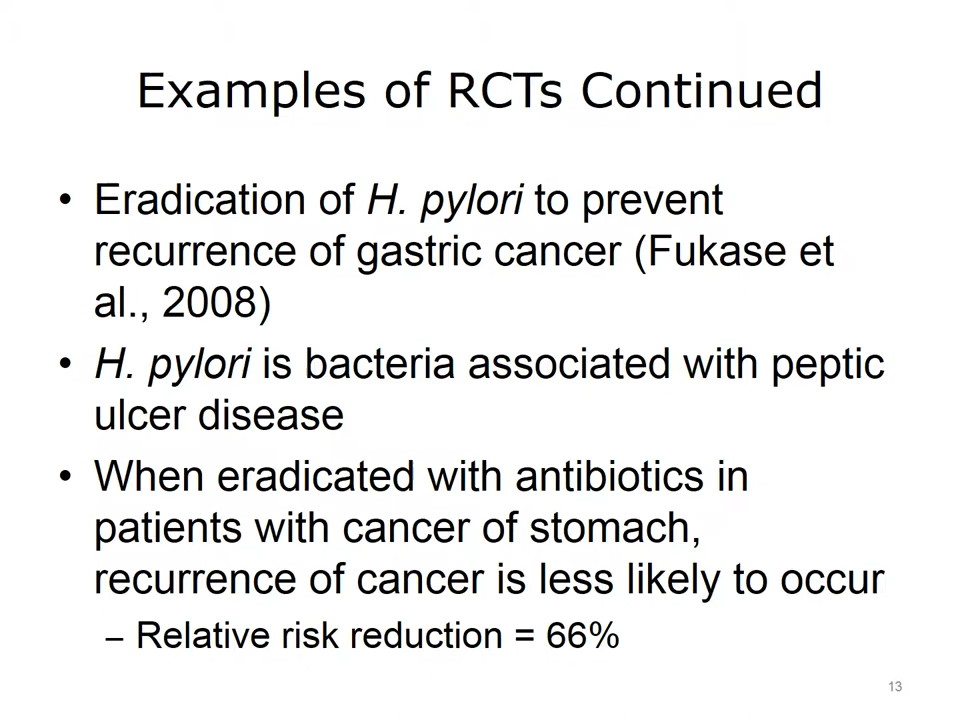 Examples of RCTs Continued
• Eradication of H. pylori to prevent
recurrence of gastric cancer (Fukase et
al., 2008)
• H. pylori is bacteria associated with peptic
ulcer disease
• When eradicated with antibiotics in
patients with cancer of stomach,
recurrence of cancer is less likely to occur
– Relative risk reduction = 66%
13